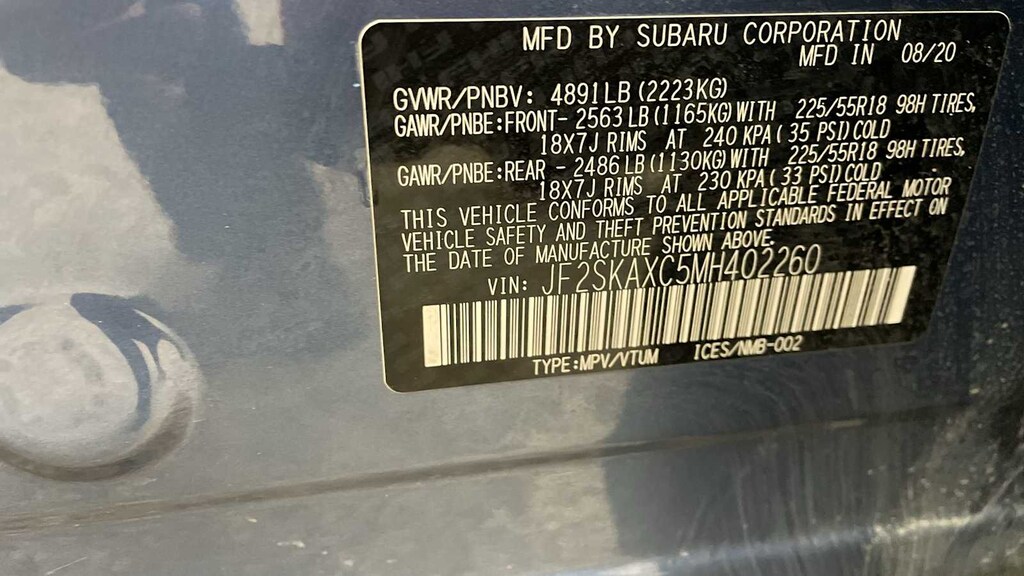 MFD BY SUBARU CORPORATION
MFD IN 08/20
GVWR/PNBV: 4891LB (2223KG)
GAWR/PNBE:FRONT- 2563LB(1165KG)WITH 225/55R18 98H TIRES,
18X7J RIMS AT 240 KPA( 35 PSI)COLD
GAWR/PNBE:REAR - 2486LB(1130KG)WITH 225/55R18 98H TIRES,
18X7J RIMS AT 230 KPA( 33 PSI)COLD
THIS VEHICLE CONFORMS TO ALL APPLICABLE FEDERAL MOTOR
VEHICLE SAFETY AND THEFT PREVENTION STANDARDS IN EFFECT ON
THE DATE OF MANUFACTURE SHOWN ABOVE.
VIN: JF2SKAXC5MH402260
TYPE:MPV/VTUM ICES/NMB-002